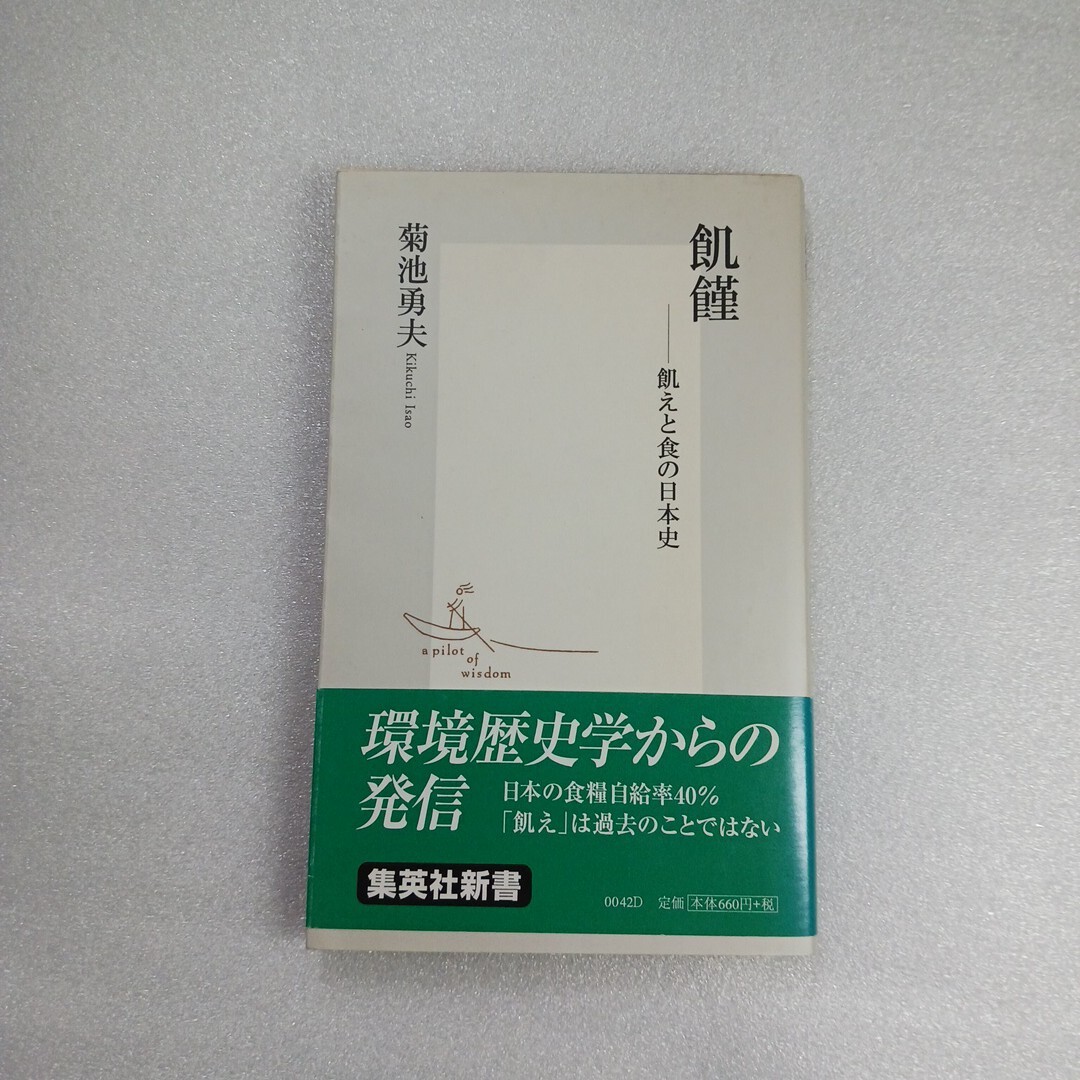 飢饉
――飢えと食の日本史
菊池勇夫
Kikuchi Isao
a pilot
of
wisdom
環境歴史学からの
発信
日本の食糧自給率40%
「飢え」は過去のことではない
集英社新書
0042D 定価 本体660円+税